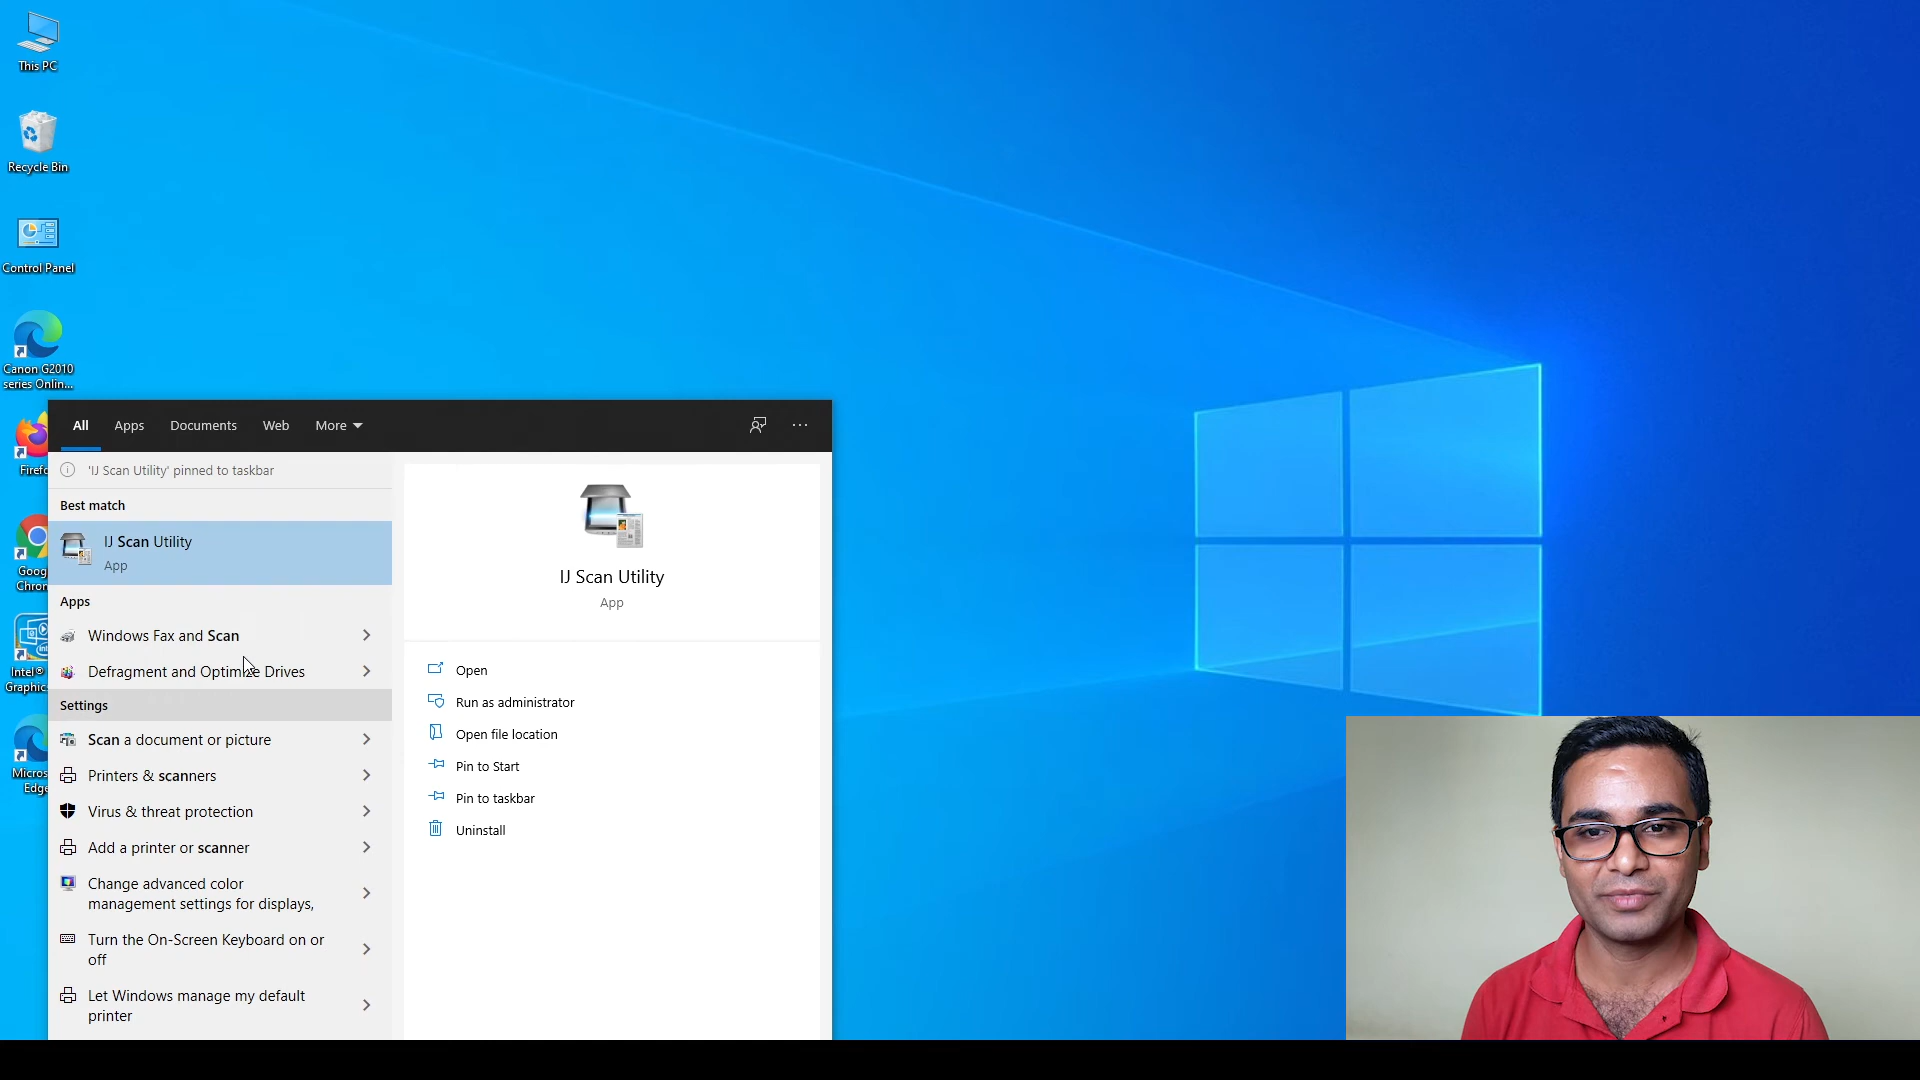 This PC
Recycle Bin
Control Panel
Canon G2010
series Onlin...
Firefo
Goog
Chron
Intel®
Graphics
Micros
Edge
All
Apps
Documents
Web
More
'IJ Scan Utility' pinned to taskbar
Best match
IJ Scan Utility
App
Apps
Windows Fax and Scan
Defragment and Optimize Drives
Settings
Scan a document or picture
Printers & scanners
Virus & threat protection
Add a printer or scanner
Change advanced color
management settings for displays,
Turn the On-Screen Keyboard on or
off
Let Windows manage my default
printer
IJ Scan Utility
App
Open
Run as administrator
Open file location
Pin to Start
Pin to taskbar
Uninstall